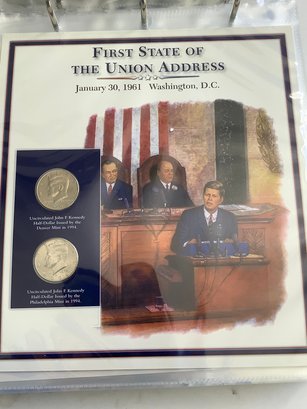 First State of
the Union Address
January 30, 1961 Washington, D.C.
Uncirculated John F. Kennedy
Half-Dollar Issued by the
Denver Mint in 1994.
Uncirculated John F. Kennedy
Half-Dollar Issued by the
Philadelphia Mint in 1994.